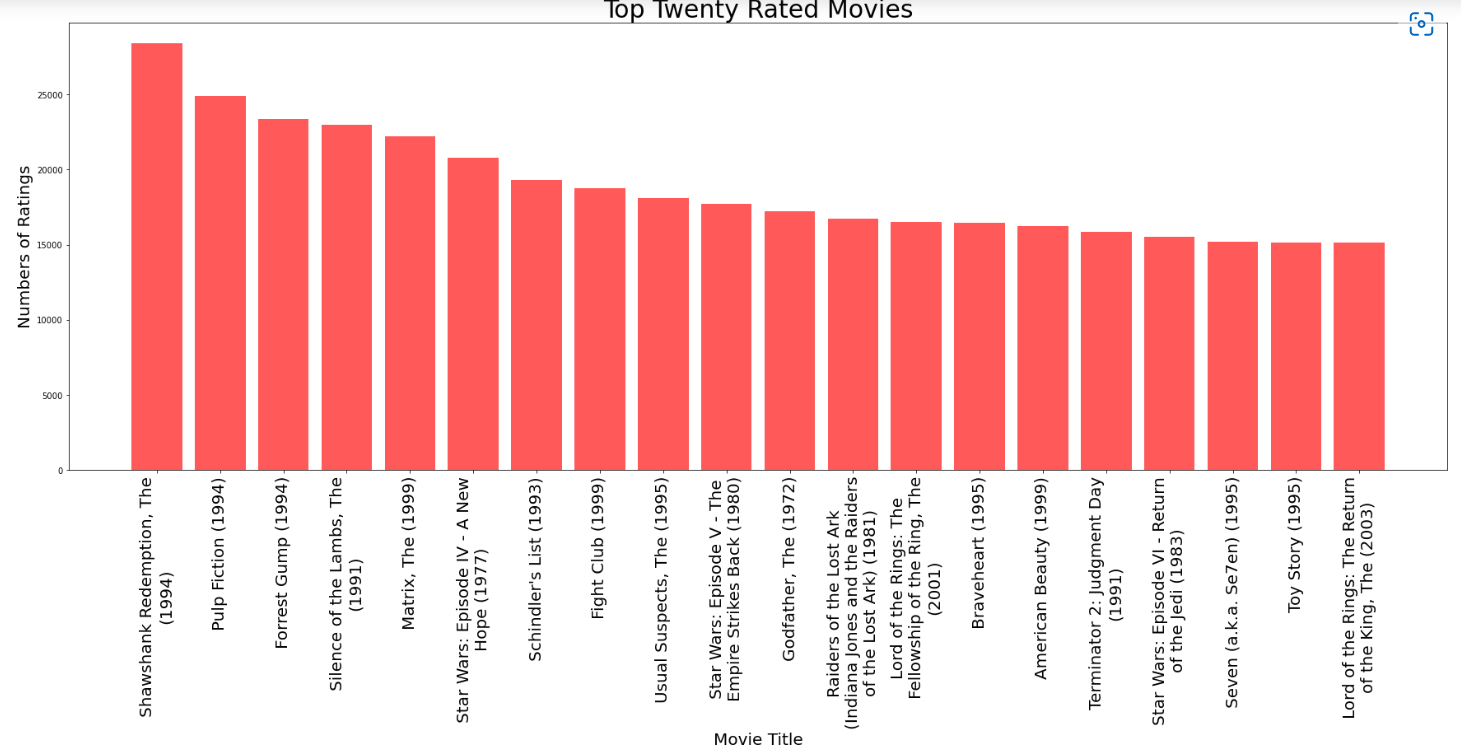 Top Twenty Rated Movies
Numbers of Ratings
25000
20000
15000
10000
5000
0
Shawshank Redemption, The
(1994)
Pulp Fiction (1994)
Forrest Gump (1994)
Silence of the Lambs, The
(1991)
Matrix, The (1999)
Star Wars: Episode IV - A New
Hope (1977)
Schindler's List (1993)
Fight Club (1999)
Usual Suspects, The (1995)
Star Wars: Episode V - The
Empire Strikes Back (1980)
Godfather, The (1972)
Raiders of the Lost Ark
(Indiana Jones and the Raiders
of the Lost Ark) (1981)
Lord of the Rings: The
Fellowship of the Ring, The
(2001)
Braveheart (1995)
American Beauty (1999)
Terminator 2: Judgment Day
(1991)
Star Wars: Episode VI - Return
of the Jedi (1983)
Seven (a.k.a. Se7en) (1995)
Toy Story (1995)
Lord of the Rings: The Return
of the King, The (2003)
Movie Title